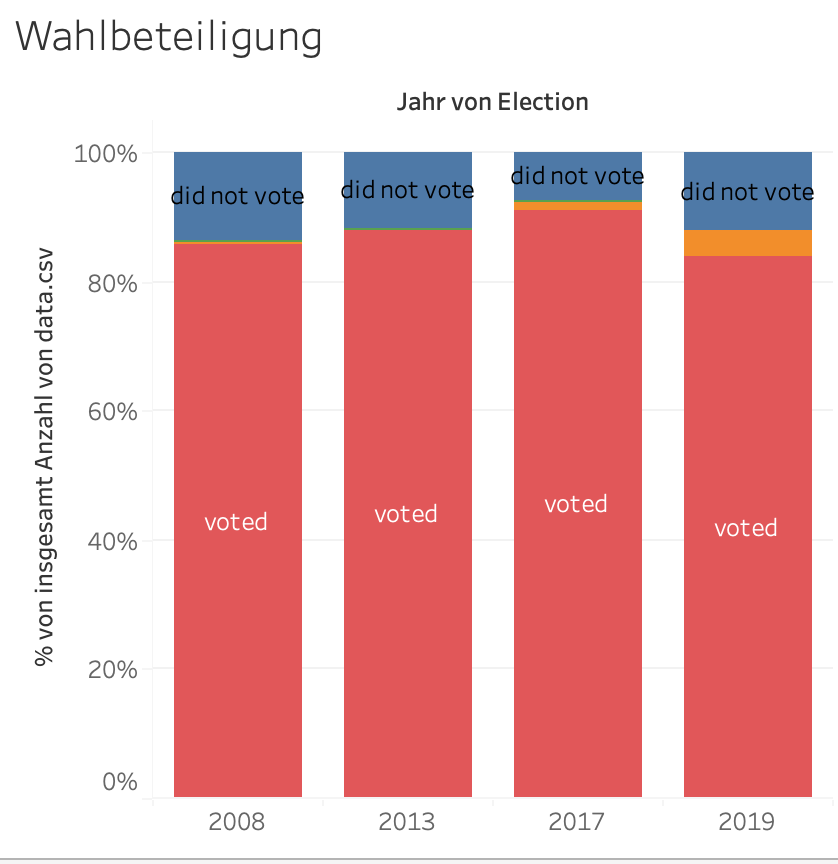 Wahlbeteiligung
Jahr von Election
% von insgesamt Anzahl von data.csv
100%
80%
60%
40%
20%
0%
did not vote
did not vote
did not vote
did not vote
voted
voted
voted
voted
2008
2013
2017
2019